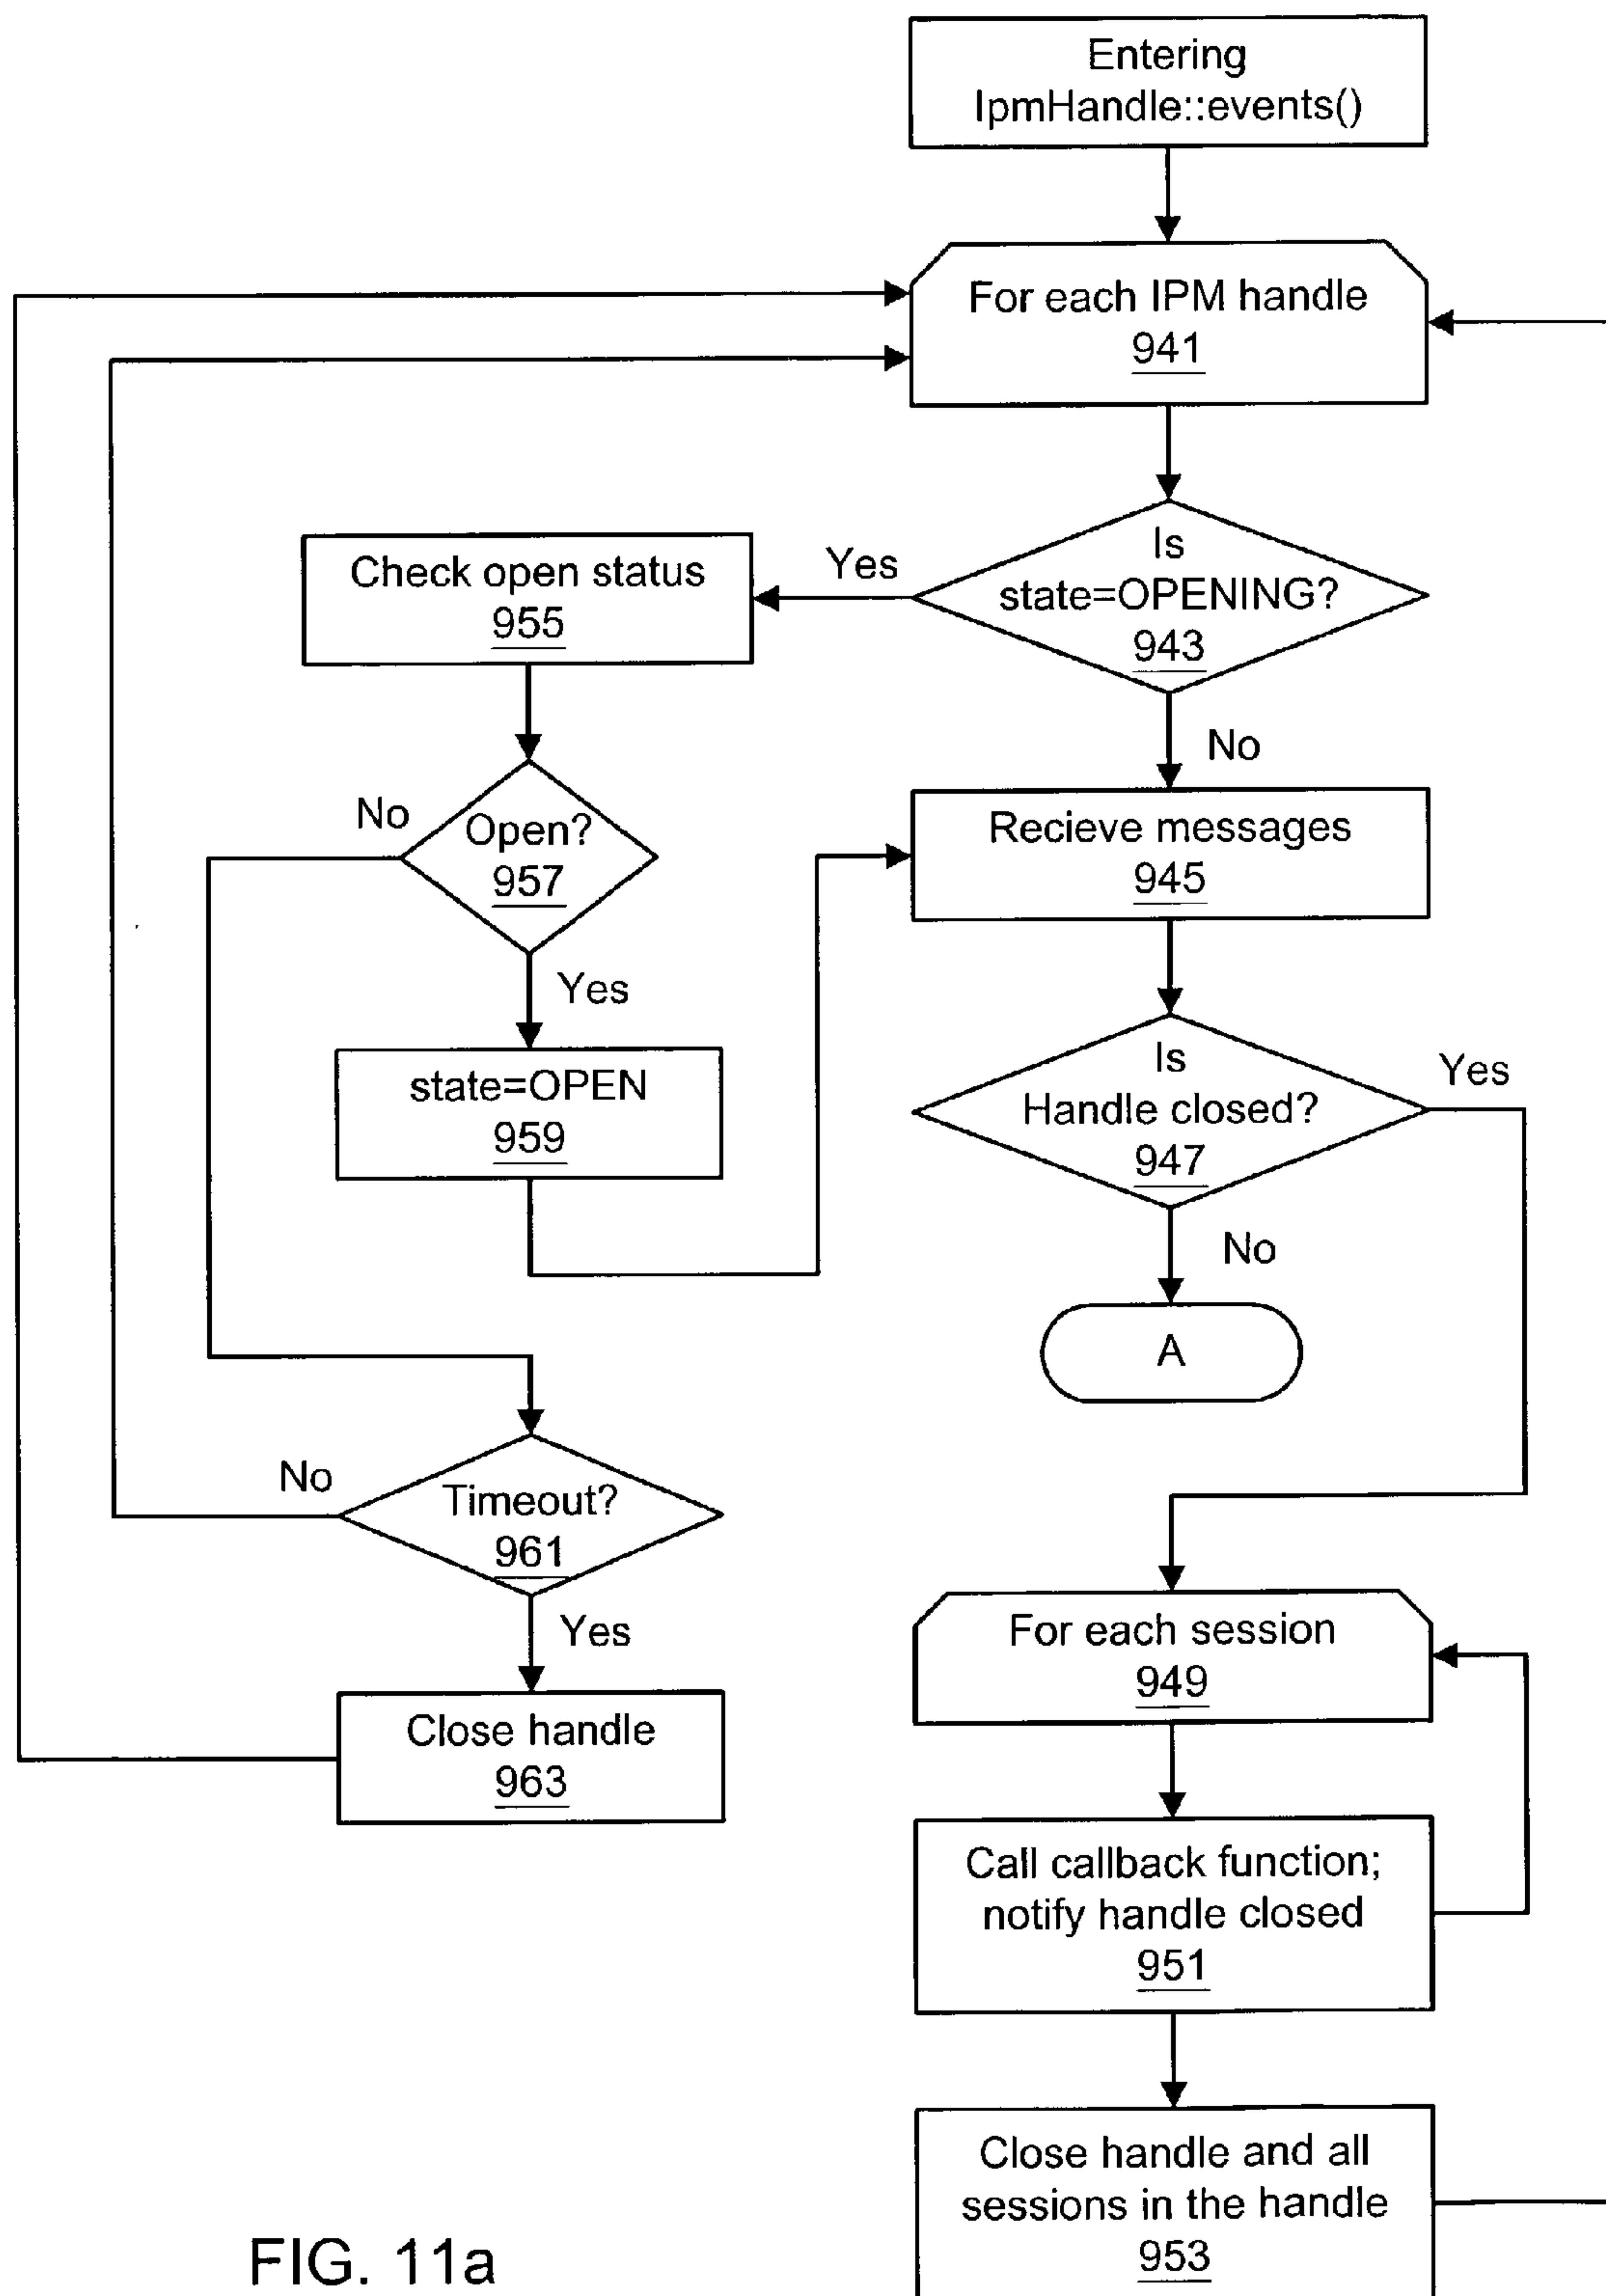 Entering
IpmHandle::events()
For each IPM handle
941
Is
state=OPENING?
943
Yes
No
Check open status
955
Open?
957
No
Yes
state=OPEN
959
Recieve messages
945
Is
Handle closed?
947
Yes
No
A
Timeout?
961
No
Yes
Close handle
963
For each session
949
Call callback function;
notify handle closed
951
Close handle and all
sessions in the handle
953
FIG. 11a